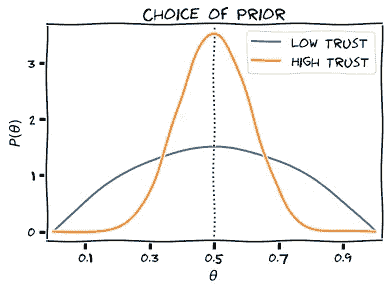 CHOICE OF PRIOR
LOW TRUST
HIGH TRUST
P(θ)
3
2
1
0
0.1 0.3 0.5 0.7 0.9
θ